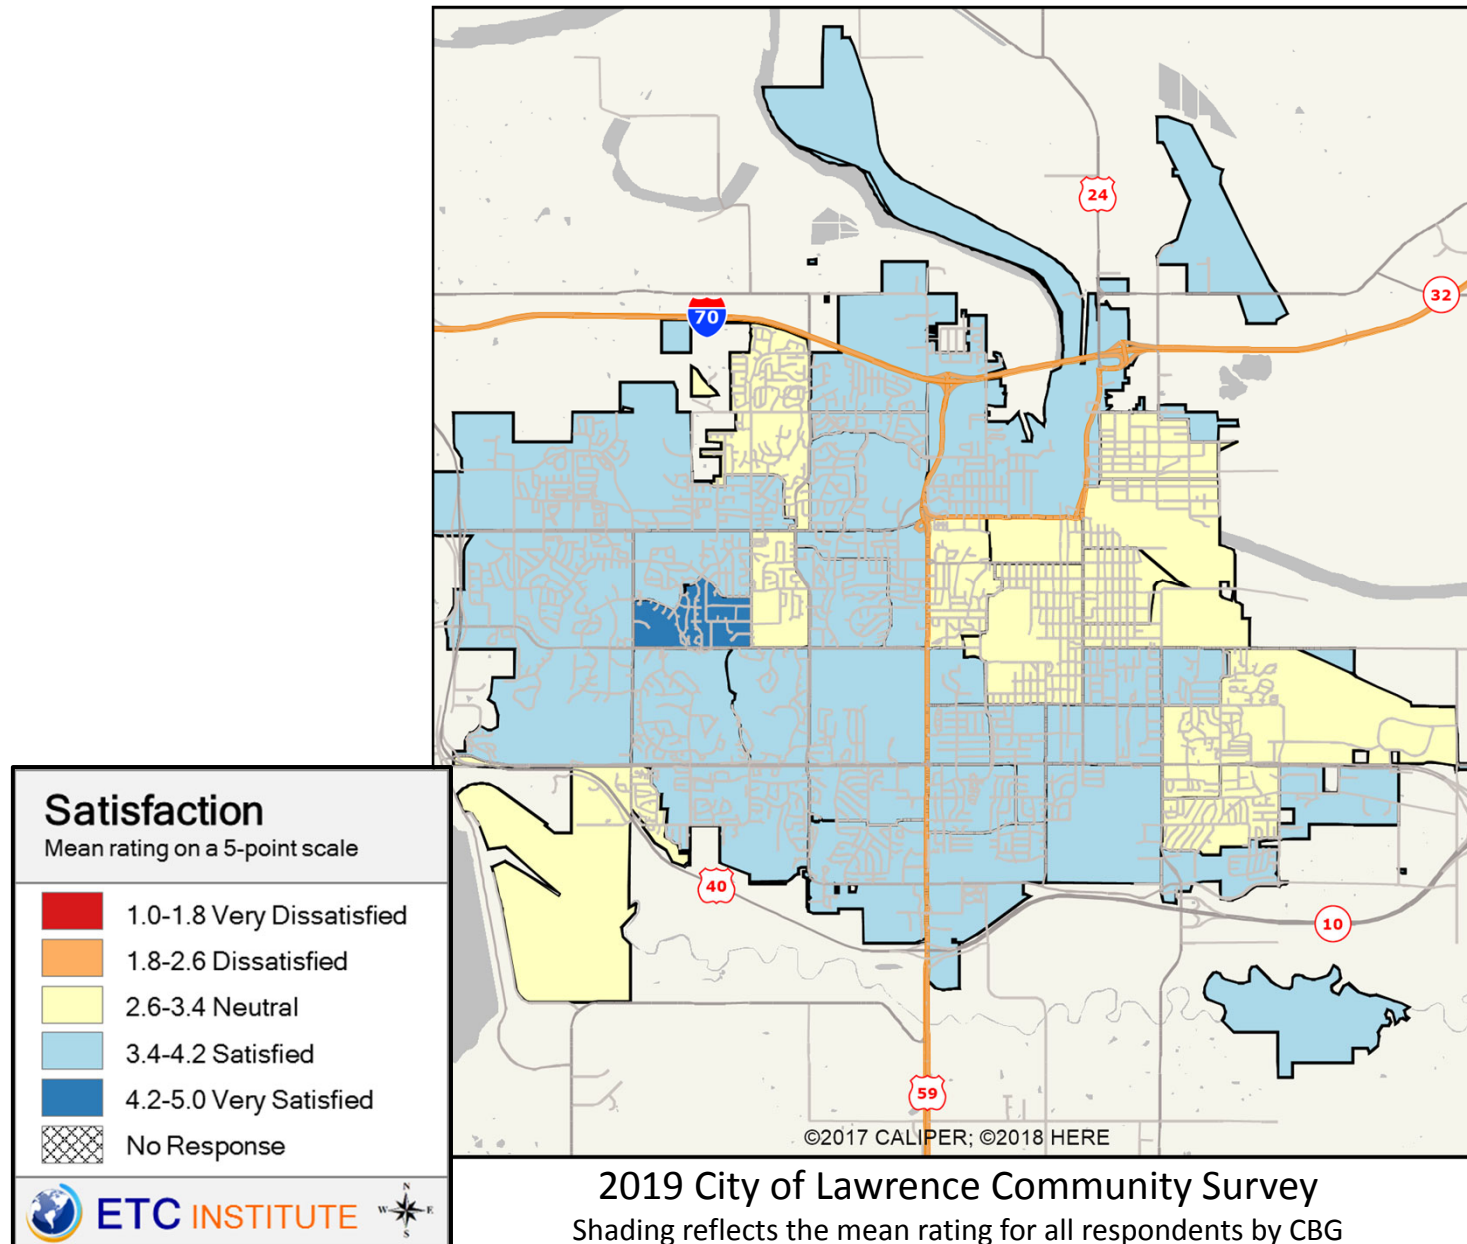 24
32
70
40
10
59
©2017 CALIPER; ©2018 HERE
Satisfaction
Mean rating on a 5-point scale
1.0-1.8 Very Dissatisfied
1.8-2.6 Dissatisfied
2.6-3.4 Neutral
3.4-4.2 Satisfied
4.2-5.0 Very Satisfied
No Response
ETC INSTITUTE
N
W E
S
2019 City of Lawrence Community Survey
Shading reflects the mean rating for all respondents by CBG